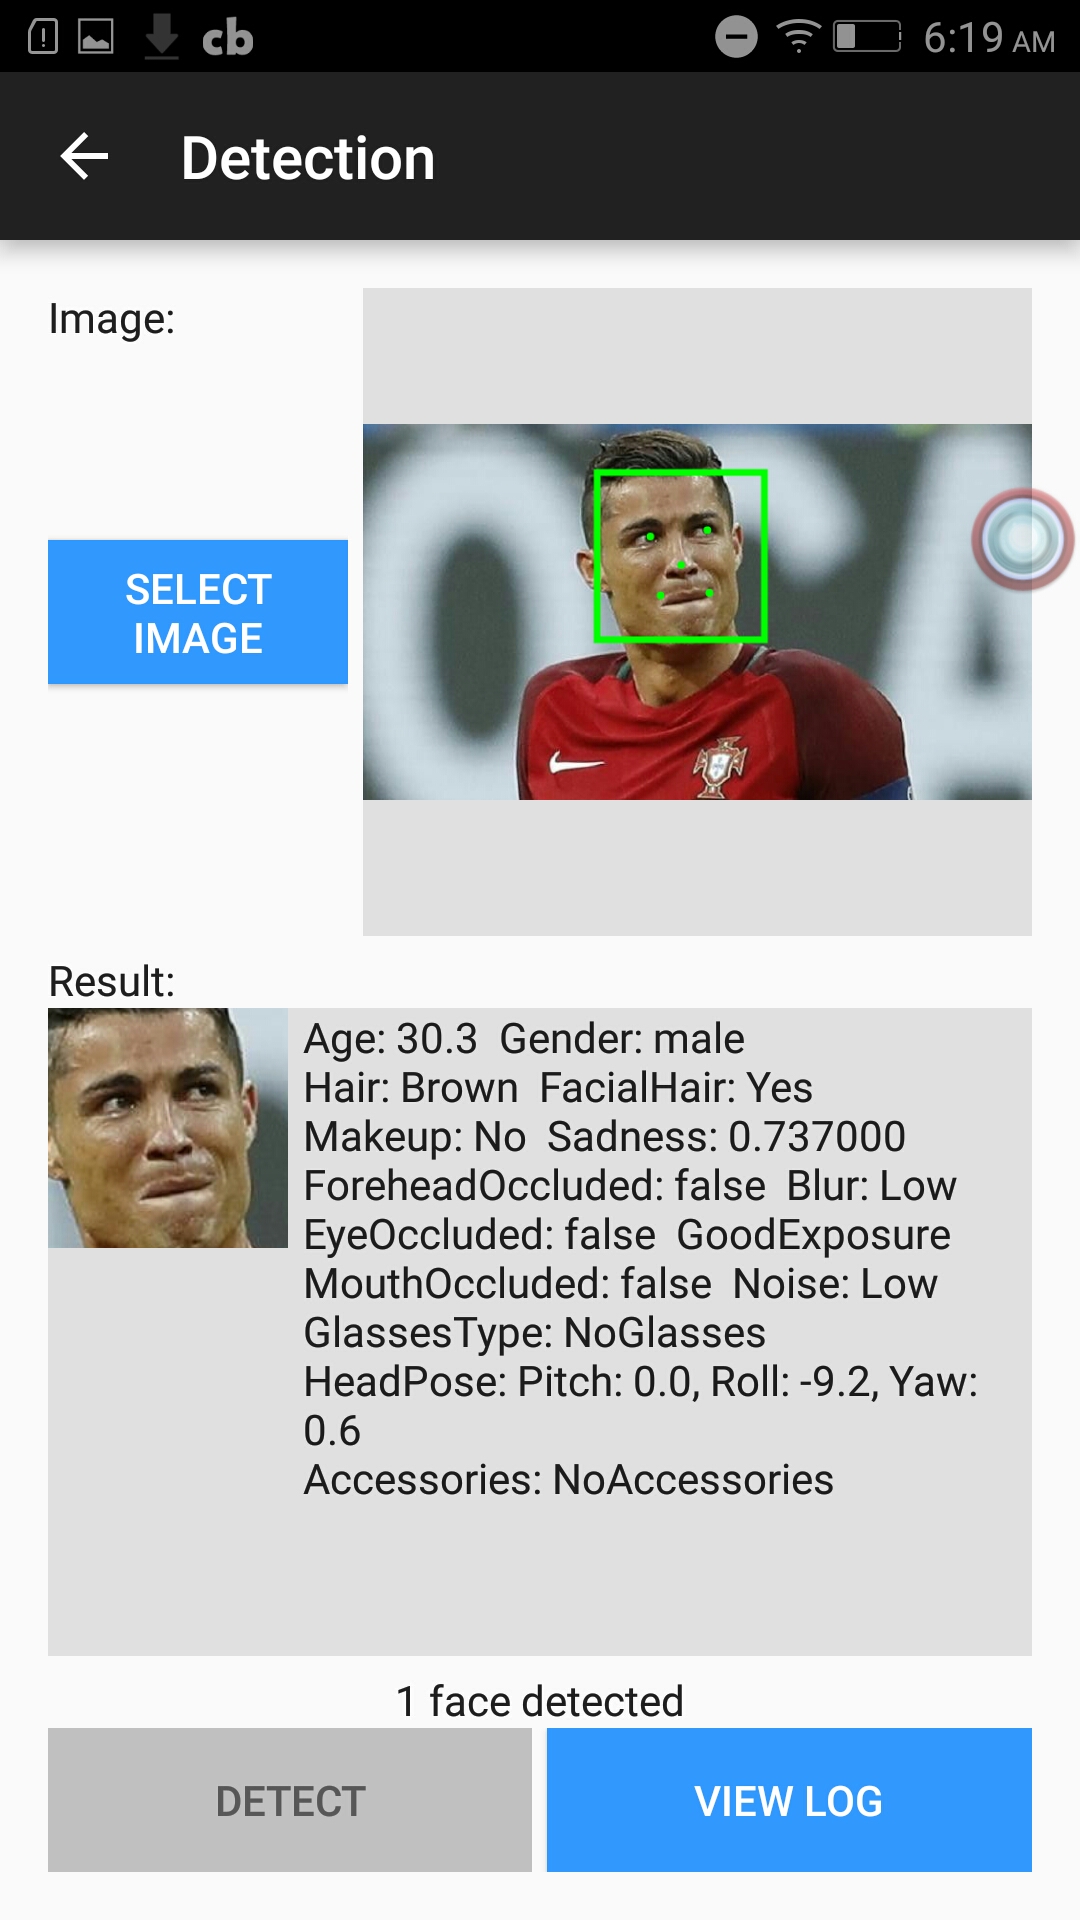 cb 6:19 AM
Detection
Image:
SELECT
IMAGE
Result:
Age: 30.3 Gender: male
Hair: Brown FacialHair: Yes
Makeup: No Sadness: 0.737000
ForeheadOccluded: false Blur: Low
EyeOccluded: false GoodExposure
MouthOccluded: false Noise: Low
GlassesType: NoGlasses
HeadPose: Pitch: 0.0, Roll: -9.2, Yaw:
0.6
Accessories: NoAccessories
1 face detected
DETECT
VIEW LOG